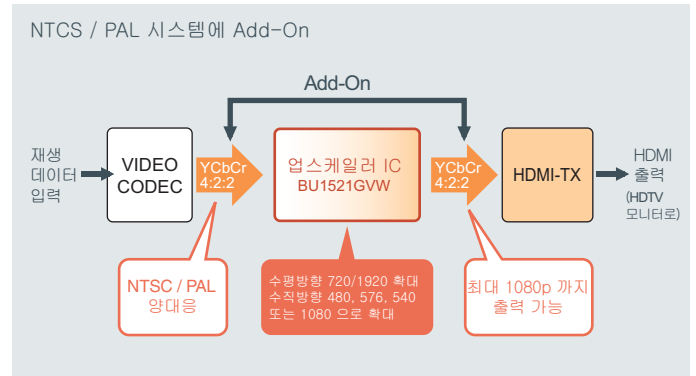 NTCS / PAL 시스템에 Add-On
Add-On
재생
데이터
입력
VIDEO
CODEC
YCbCr
4:2:2
업스케일러 IC
BU1521GVW
YCbCr
4:2:2
HDMI-TX
HDMI
출력
(HDTV
모니터로)
NTSC / PAL
양대응
수평방향 720/1920 확대
수직방향 480, 576, 540
또는 1080 으로 확대
최대 1080p 까지
출력 가능